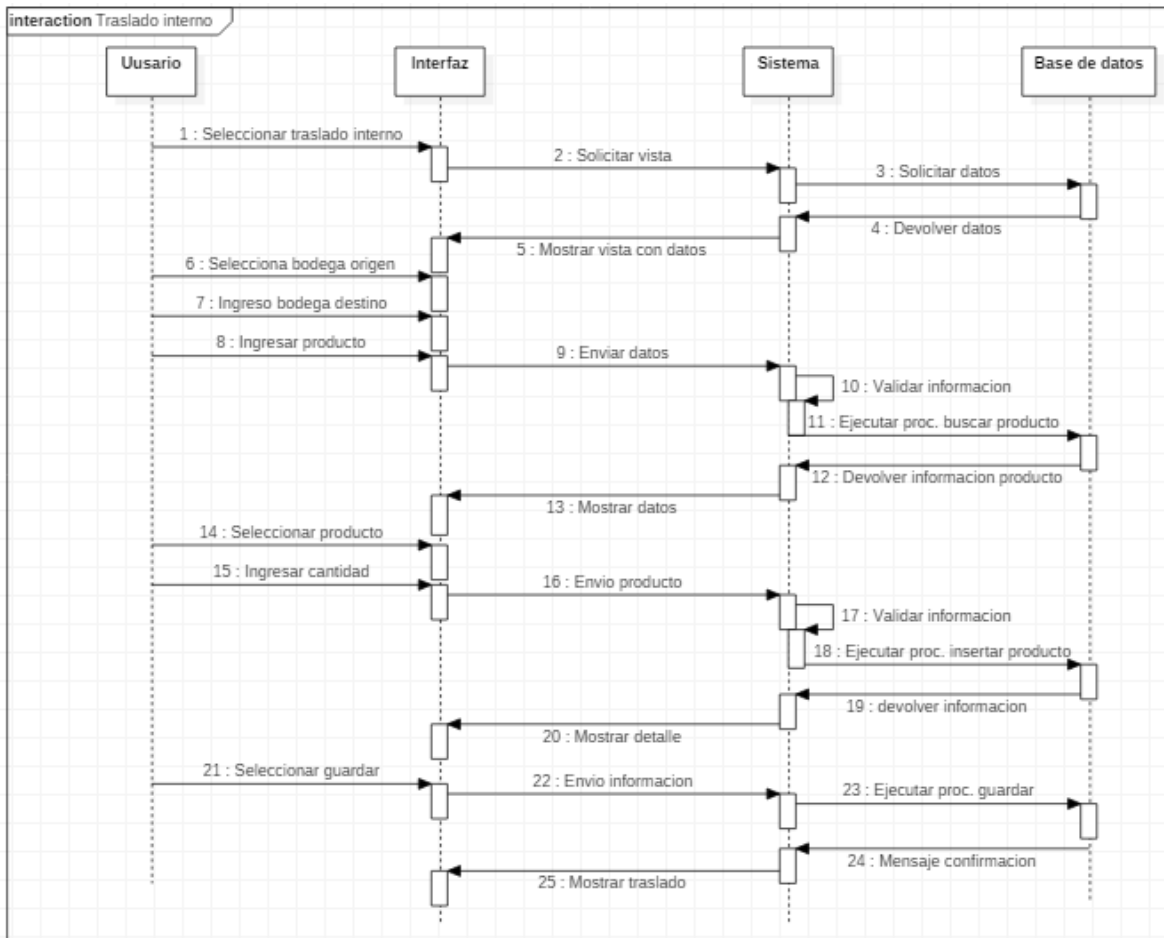 interaction Traslado interno
Uusario
Interfaz
Sistema
Base de datos
1 : Seleccionar traslado interno
2 : Solicitar vista
3 : Solicitar datos
4 : Devolver datos
5 : Mostrar vista con datos
6 : Selecciona bodega origen
7 : Ingreso bodega destino
8 : Ingresar producto
9 : Enviar datos
10 : Validar informacion
11 : Ejecutar proc. buscar producto
12 : Devolver informacion producto
13 : Mostrar datos
14 : Seleccionar producto
15 : Ingresar cantidad
16 : Envio producto
17 : Validar informacion
18 : Ejecutar proc. insertar producto
19 : devolver informacion
20 : Mostrar detalle
21 : Seleccionar guardar
22 : Envio informacion
23 : Ejecutar proc. guardar
24 : Mensaje confirmacion
25 : Mostrar traslado